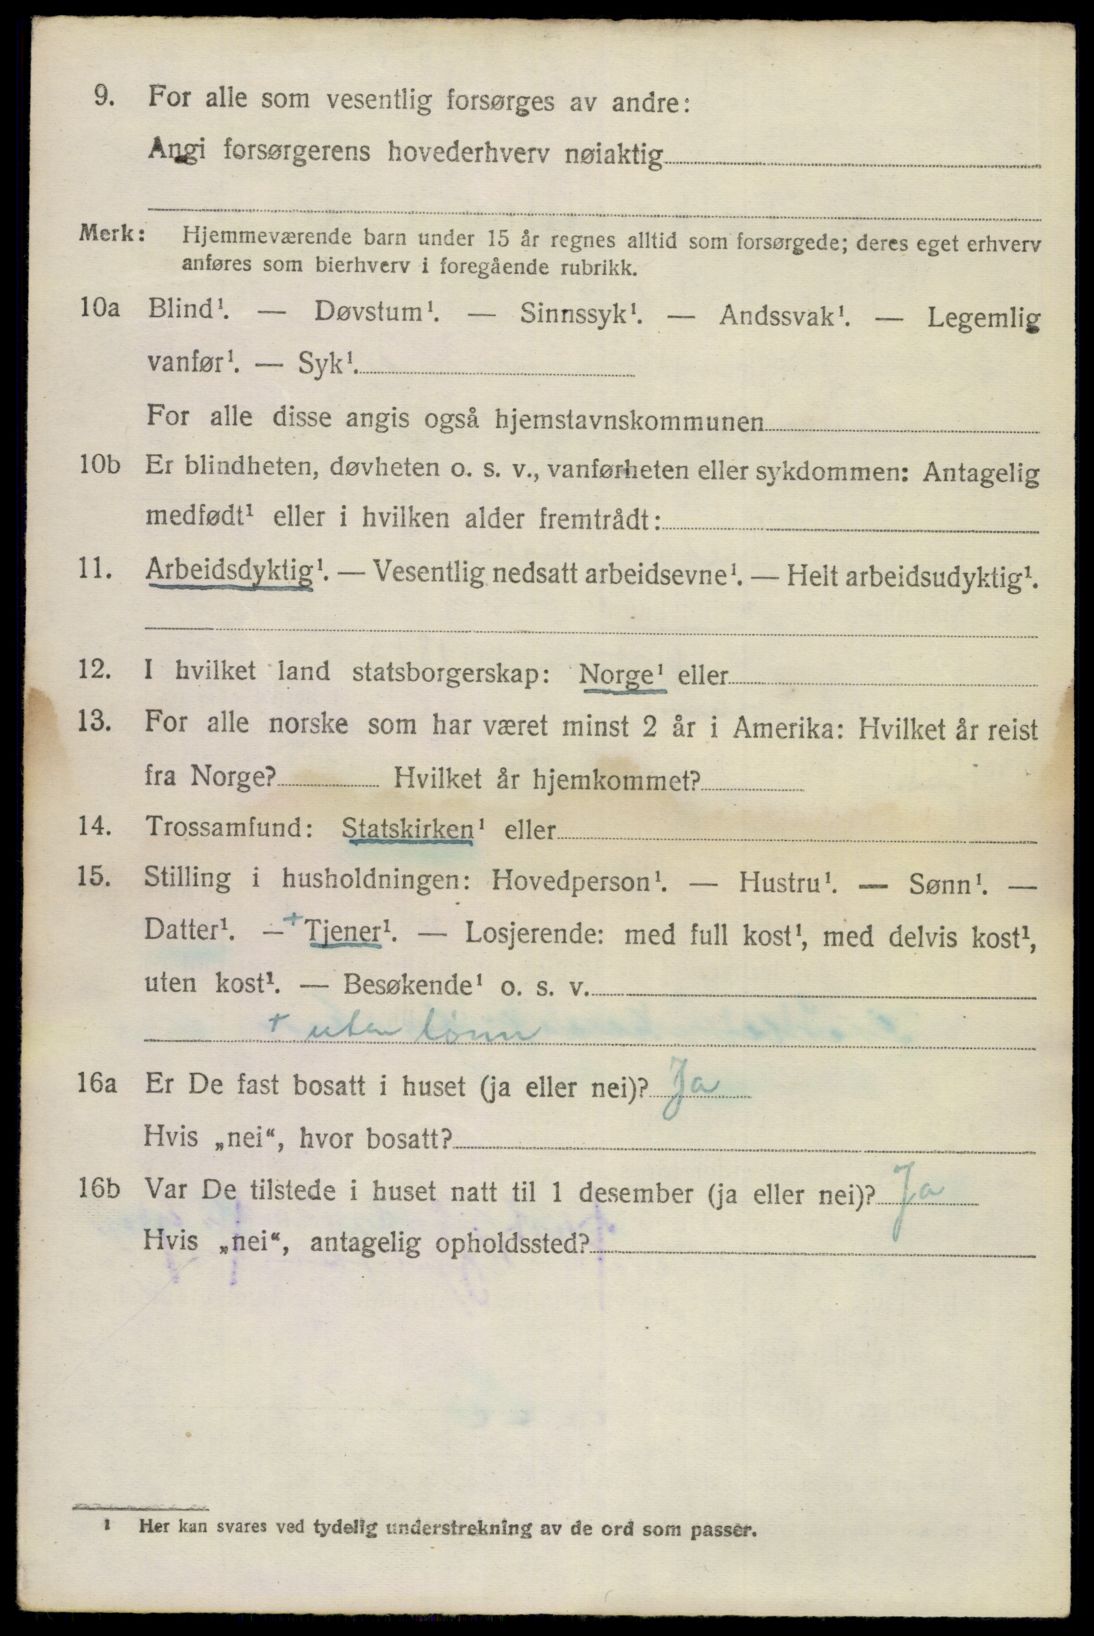 9. For alle som vesentlig forsørges av andre:
Angi forsørgerens hovederhverv nøiaktig
Merk: Hjemmeværende barn under 15 år regnes alltid som forsørgede; deres eget erhverv
anføres som bierhverv i foregående rubrikk.
10a Blind¹. — Døvstum¹. — Sinnssyk¹. — Andssvak¹. — Legemlig
vanfør¹. — Syk¹.
For alle disse angis også hjemstavnskommunen
10b Er blindheten, døvheten o. s. v., vanførheten eller sykdommen: Antagelig
medfødt¹ eller i hvilken alder fremtrådt:
11. Arbeidsdyktig¹. — Vesentlig nedsatt arbeidsevne¹. — Helt arbeidsudyktig¹.
12. I hvilket land statsborgerskap: Norge¹ eller
13. For alle norske som har været minst 2 år i Amerika: Hvilket år reist
fra Norge? Hvilket år hjemkommet?
14. Trossamfund: Statskirken¹ eller
15. Stilling i husholdningen: Hovedperson¹. — Hustru¹. — Sønn¹. —
Datter¹. — + Tjener¹. — Losjerende: med full kost¹, med delvis kost¹,
uten kost¹. — Besøkende¹ o. s. v.
+ uten lønn
16a Er De fast bosatt i huset (ja eller nei)? Ja
Hvis „nei“, hvor bosatt?
16b Var De tilstede i huset natt til 1 desember (ja eller nei)? Ja
Hvis „nei“, antagelig opholdssted?
¹ Her kan svares ved tydelig understrekning av de ord som passer.